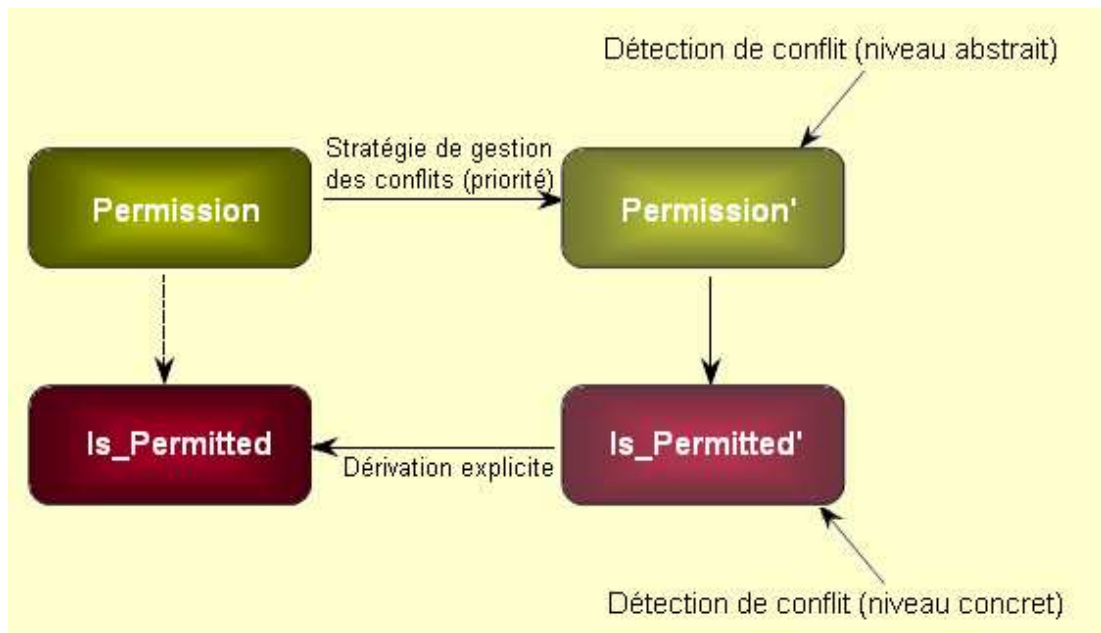 Détection de conflit (niveau abstrait)
Stratégie de gestion
des conflits (priorité)
Permission
Permission'
Is_Permitted
Is_Permitted'
Dérivation explicite
Détection de conflit (niveau concret)